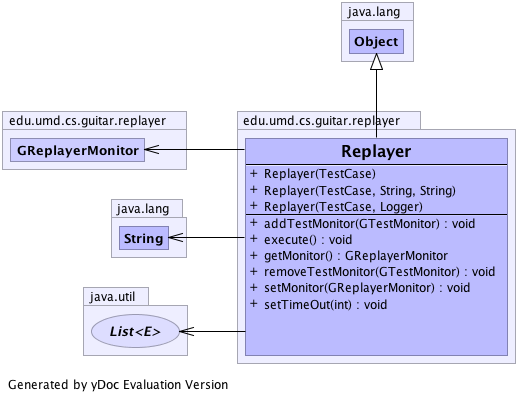 java.lang
Object
edu.umd.cs.guitar.replayer
GReplayerMonitor
edu.umd.cs.guitar.replayer
Replayer
+ Replayer(TestCase)
+ Replayer(TestCase, String, String)
+ Replayer(TestCase, Logger)
+ addTestMonitor(GTestMonitor) : void
+ execute() : void
+ getMonitor() : GReplayerMonitor
+ removeTestMonitor(GTestMonitor) : void
+ setMonitor(GReplayerMonitor) : void
+ setTimeOut(int) : void
java.lang
String
java.util
List<E>
Generated by yDoc Evaluation Version